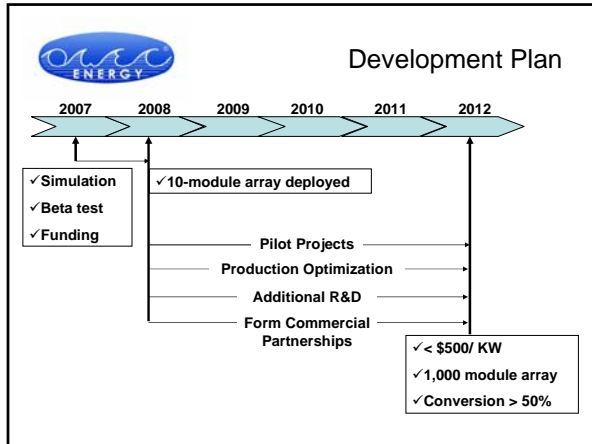 OWEC
ENERGY
Development Plan
2007 2008 2009 2010 2011 2012
✓Simulation
✓Beta test
✓Funding
✓10-module array deployed
Pilot Projects
Production Optimization
Additional R&D
Form Commercial
Partnerships
✓< $500/ KW
✓1,000 module array
✓Conversion > 50%